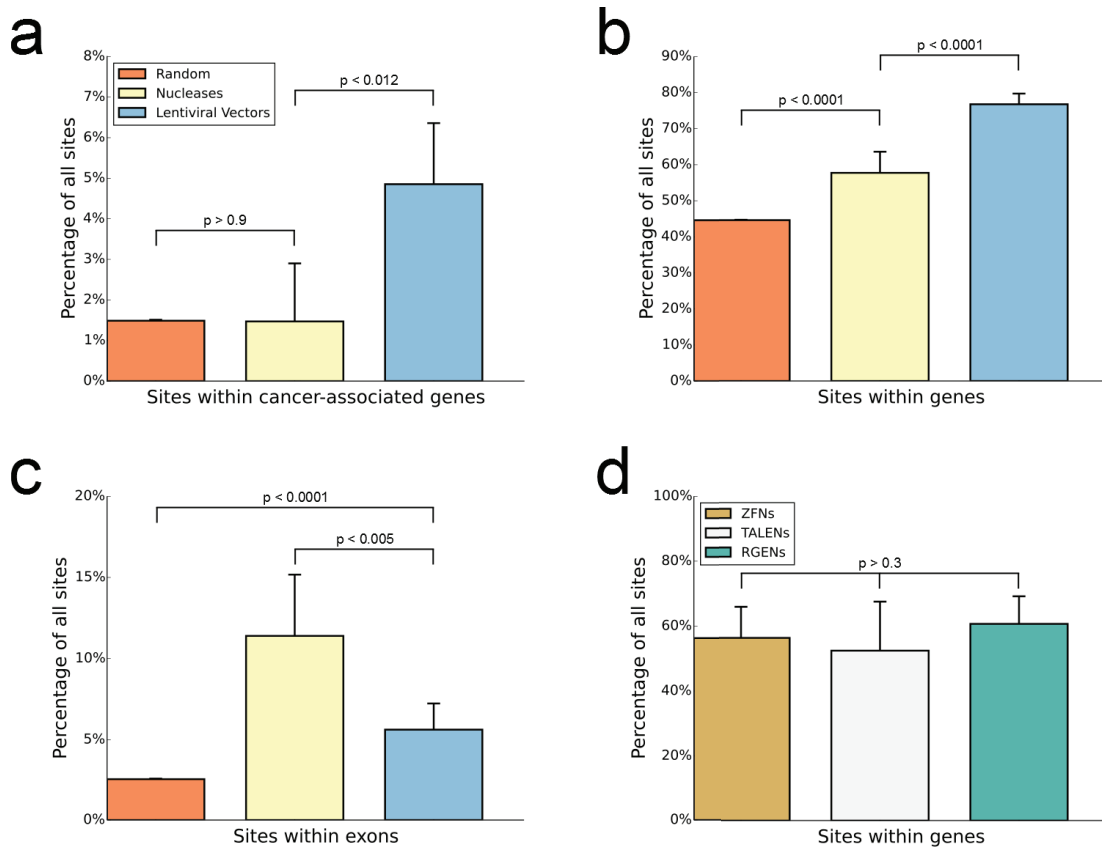 a
8%
7%
6%
5%
4%
3%
2%
1%
0%
Percentage of all sites
Random
Nucleases
Lentiviral Vectors
p < 0.012
p > 0.9
Sites within cancer-associated genes
b
90%
80%
70%
60%
50%
40%
30%
20%
10%
0%
Percentage of all sites
p < 0.0001
p < 0.0001
Sites within genes
c
20%
15%
10%
5%
0%
Percentage of all sites
p < 0.0001
p < 0.005
Sites within exons
d
100%
80%
60%
40%
20%
0%
Percentage of all sites
ZFNs
TALENs
RGENs
p > 0.3
Sites within genes